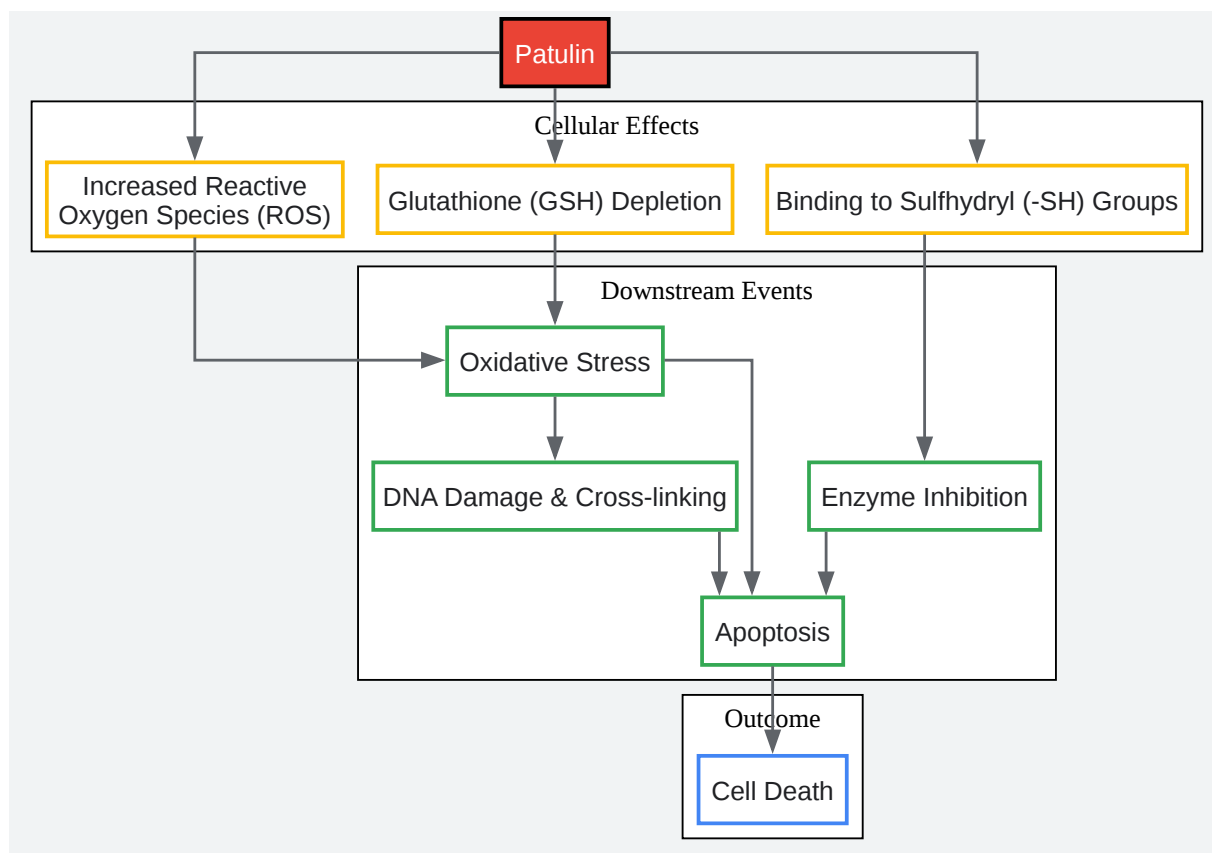 Patulin
Cellular Effects
Increased Reactive
Oxygen Species (ROS)
Glutathione (GSH) Depletion
Binding to Sulfhydryl (-SH) Groups
Downstream Events
Oxidative Stress
DNA Damage & Cross-linking
Enzyme Inhibition
Apoptosis
Outcome
Cell Death